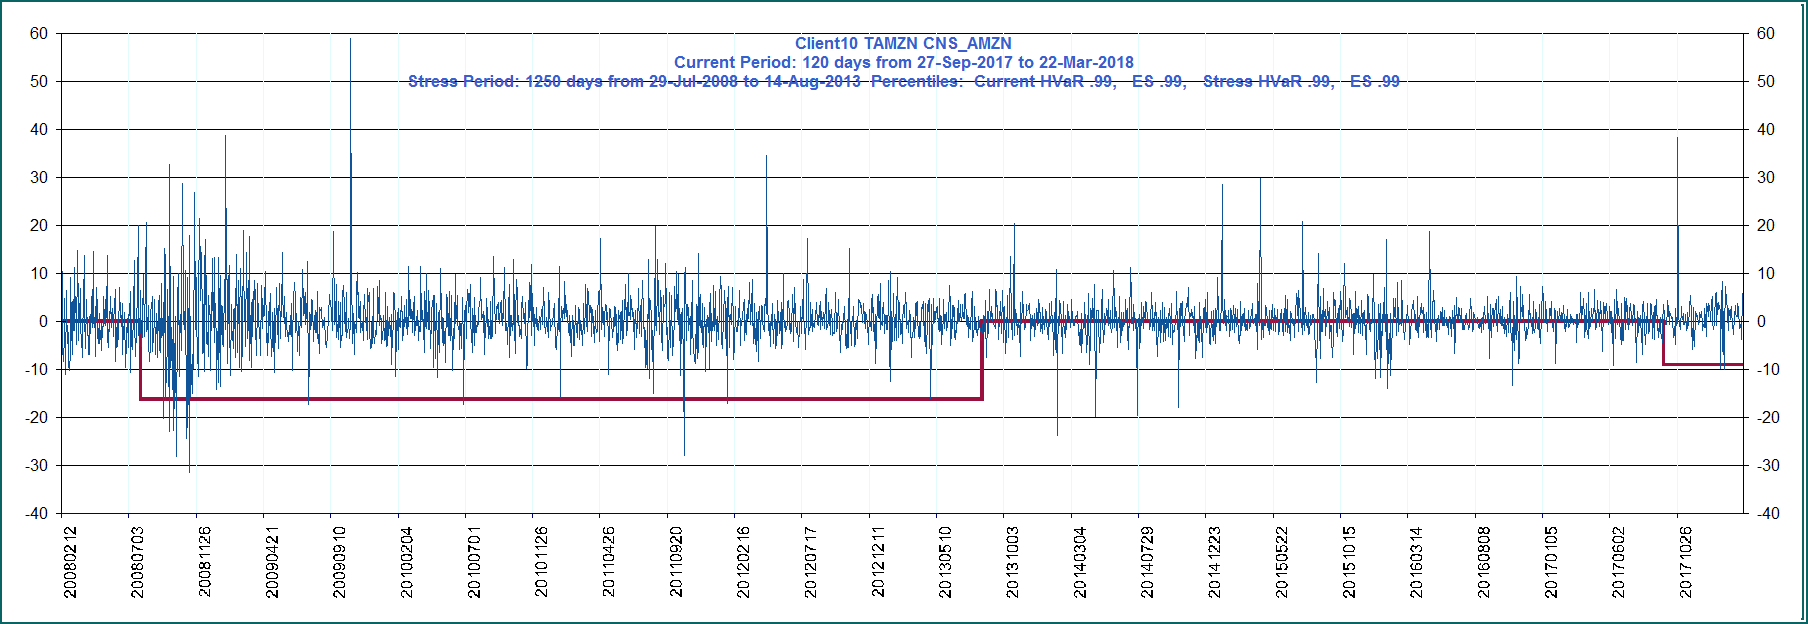 Client10 TAMZN CNS_AMZN
Current Period: 120 days from 27-Sep-2017 to 22-Mar-2018
Stress Period: 1250 days from 29-Jul-2008 to 14-Aug-2013 Percentiles: Current HVaR .99, ES .99, Stress HVaR .99, ES .99
60 60
50 50
40 40
30 30
20 20
10 10
0 0
-10 -10
-20 -20
-30 -30
-40 -40
20080212 20080703 20081126 20090421 20090910 20100204 20100701 20101126 20110426 20110920 20120216 20120717 20121211 20130510 20131003 20140304 20140729 20141223 20150522 20151015 20160314 20160808 20170105 20170602 20171026